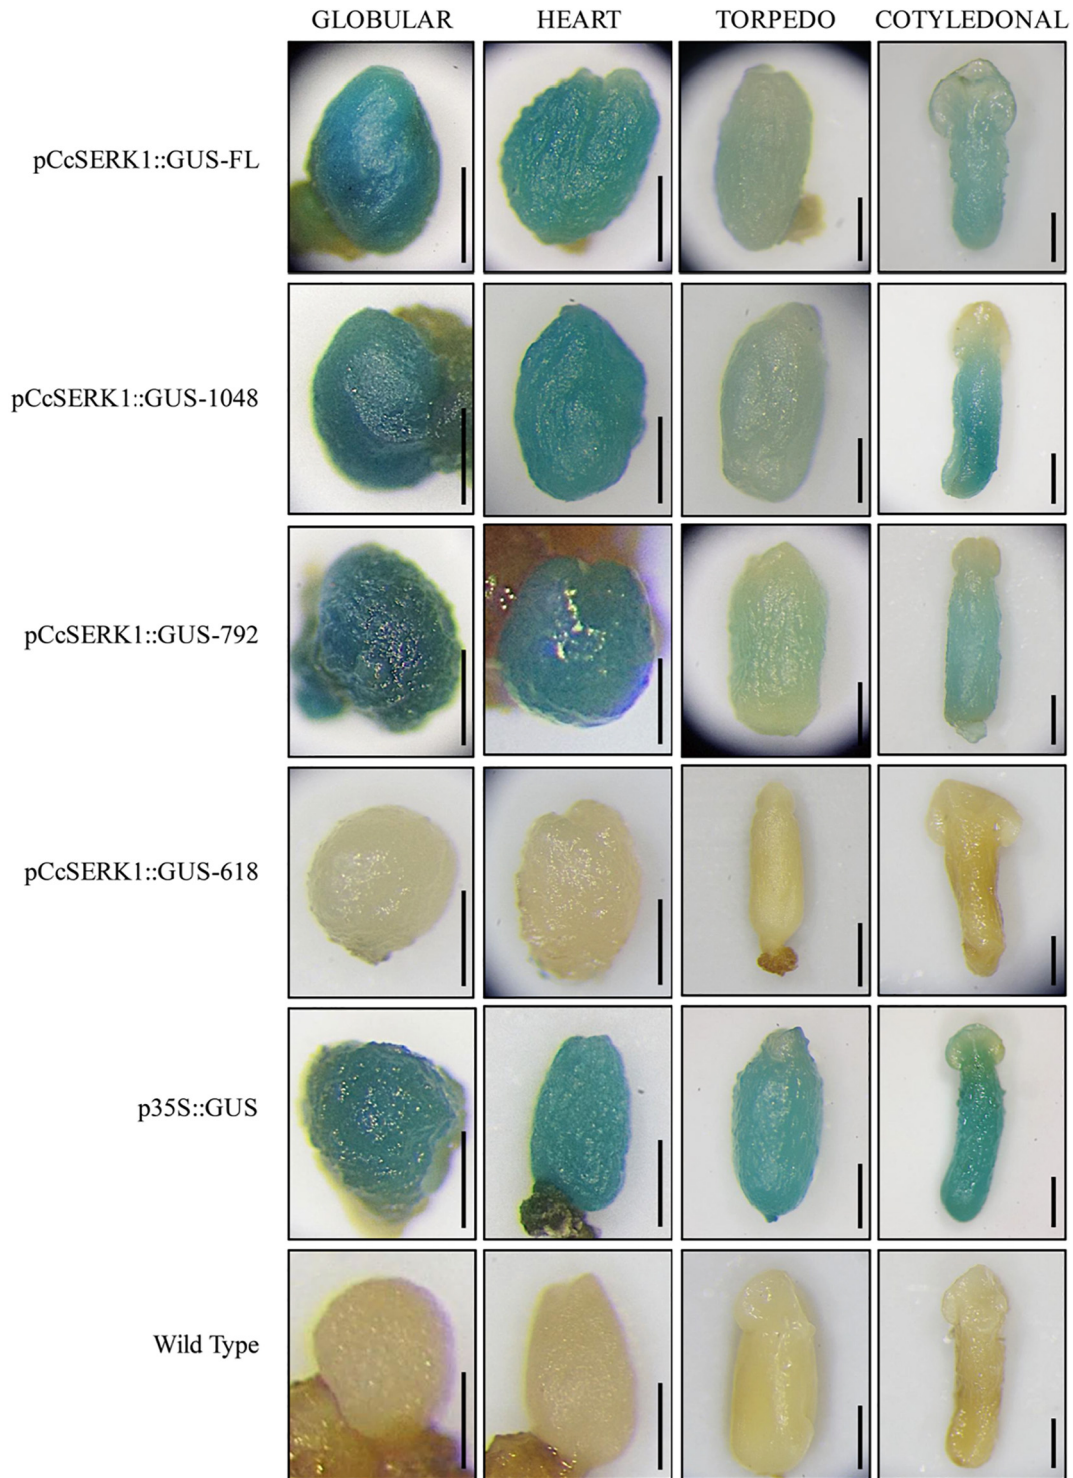 GLOBULAR HEART TORPEDO COTYLEDONAL
pCcSERK1::GUS-FL
pCcSERK1::GUS-1048
pCcSERK1::GUS-792
pCcSERK1::GUS-618
p35S::GUS
Wild Type